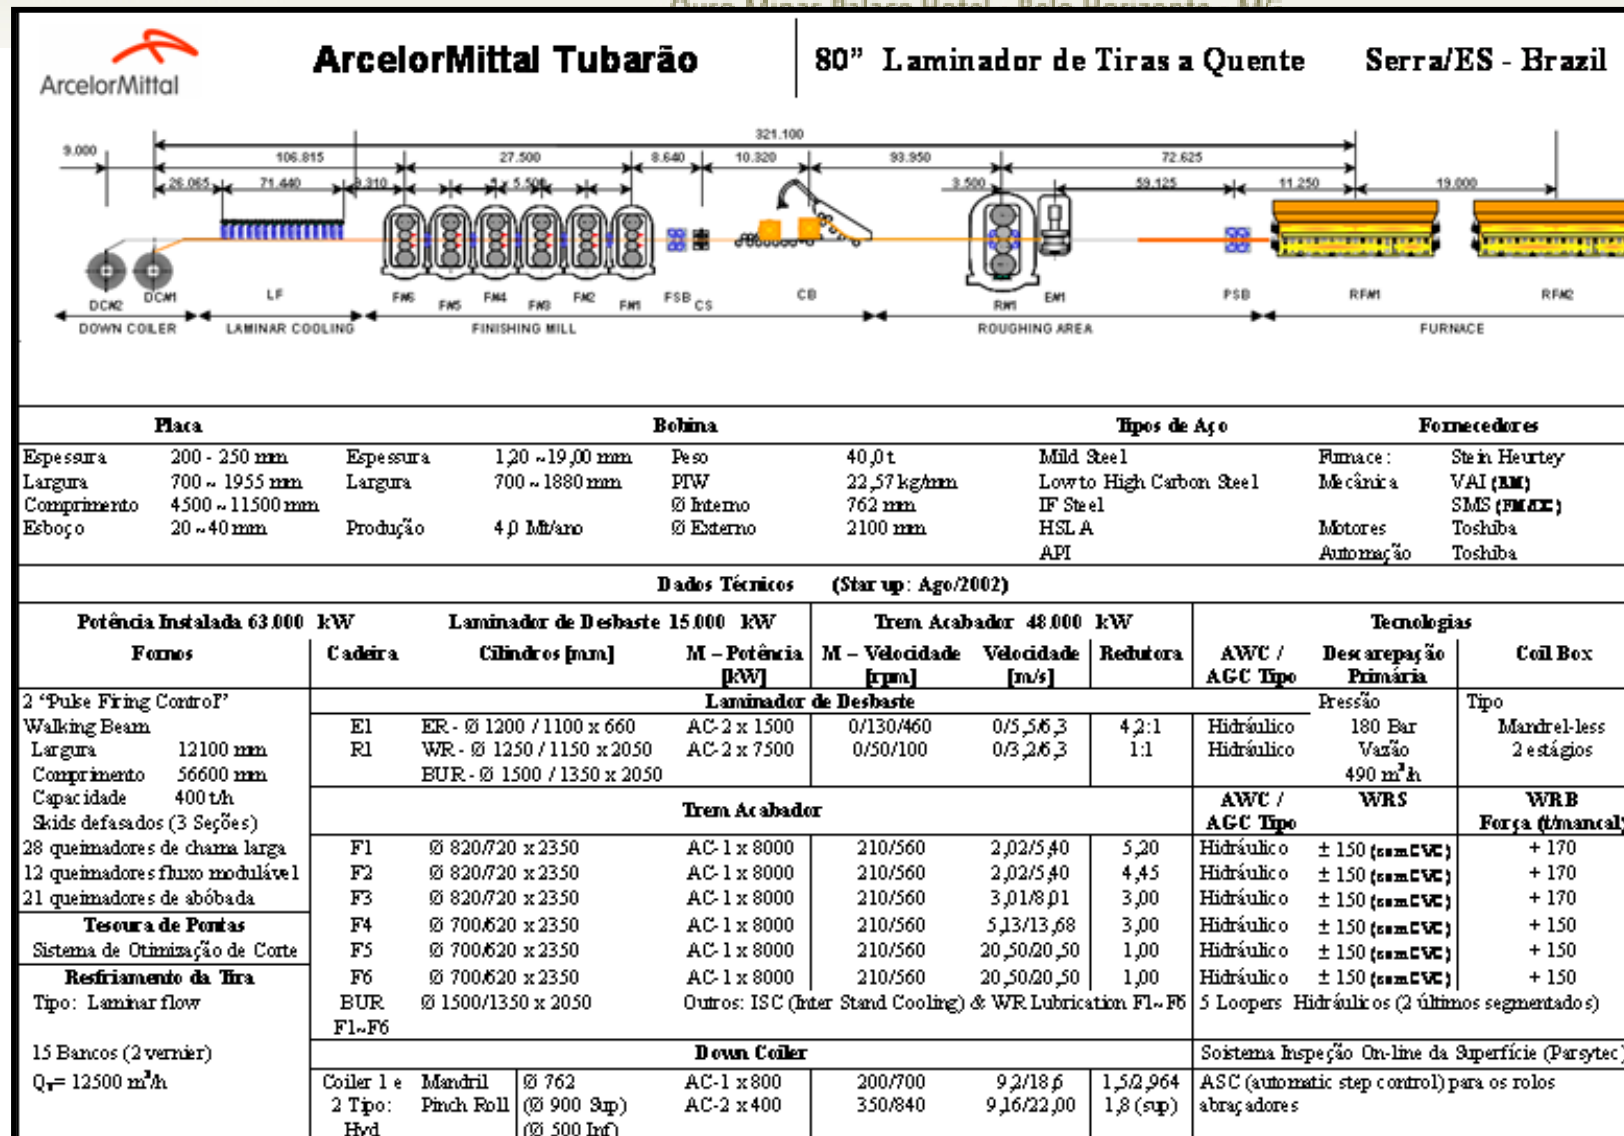 ArcelorMittal
ArcelorMittal Tubarão
80” Laminador de Tiras a Quente Serra/ES - Brazil
321.100
9.000 106.815 27.500 8.640 10.320 93.950 72.625
26.065 71.440 9.310 5 x 5.500 3.500 59.125 11.250 19.000
DC#2 DC#1 LF F#6 F#5 F#4 F#3 F#2 F#1 FSB CS CB R#1 E#1 PSB RF#1 RF#2
DOWN COILER LAMINAR COOLING FINISHING MILL ROUGHING AREA FURNACE
Placa Bobina Tipos de Aço Fornecedores
Espessura 200 - 250 mm Espessura 1,20 ~19,00 mm Peso 40,0 t Mild Steel Furnace: Stein Heurtey
Largura 700 ~ 1955 mm Largura 700 ~ 1880 mm PIW 22,57 kg/mm Low to High Carbon Steel Mecânica VAI (RM)
Comprimento 4500 ~ 11500 mm Ø Interno 762 mm IF Steel SMS
Esboço 20 ~ 40 mm Produção 4,0 Mt/ano Ø Externo 2100 mm HSLA Motores Toshiba
API Automação Toshiba
Dados Técnicos (Star up: Ago/2002)
Potência Instalada 63.000 kW Laminador de Desbaste 15.000 kW Trem Acabador 48.000 kW Tecnologias
Fornos Cadeira Cilindros [mm] M – Potência M – Velocidade Velocidade Redutora AWC / Descarepação Coil Box
[kW] [rpm] [m/s] AGC Tipo Primária
2 “Pulse Firing Control” Laminador de Desbaste Pressão Tipo
Walking Beam E1 ER - Ø 1200 / 1100 x 660 AC-2 x 1500 0/130/460 0/5,5/6,3 4,2:1 Hidráulico 180 Bar Mandrel-less
Largura 12100 mm R1 WR - Ø 1250 / 1150 x 2050 AC-2 x 7500 0/50/100 0/3,2/6,3 1:1 Hidráulico Vazão 2 estágios
Comprimento 56600 mm BUR - Ø 1500 / 1350 x 2050 490 m³/h
Capacidade 400 t/h Trem Acabador AWC / WRS WRB
Skids defasados (3 Seções) AGC Tipo Força (t/mancal)
28 queimadores de chama larga F1 Ø 820/720 x 2350 AC-1 x 8000 210/560 2,02/5,40 5,20 Hidráulico ± 150 (sem CVC) + 170
12 queimadores fluxo modulável F2 Ø 820/720 x 2350 AC-1 x 8000 210/560 2,02/5,40 4,45 Hidráulico ± 150 (sem CVC) + 170
21 queimadores de abóbada F3 Ø 820/720 x 2350 AC-1 x 8000 210/560 3,01/8,01 3,00 Hidráulico ± 150 (sem CVC) + 170
Tesoura de Pontas F4 Ø 700/620 x 2350 AC-1 x 8000 210/560 5,13/13,68 3,00 Hidráulico ± 150 (sem CVC) + 150
Sistema de Otimização de Corte F5 Ø 700/620 x 2350 AC-1 x 8000 210/560 20,50/20,50 1,00 Hidráulico ± 150 (sem CVC) + 150
Resfriamento da Tira F6 Ø 700/620 x 2350 AC-1 x 8000 210/560 20,50/20,50 1,00 Hidráulico ± 150 (sem CVC) + 150
Tipo: Laminar flow BUR Ø 1500/1350 x 2050 Outros: ISC (Inter Stand Cooling) & WR Lubrication F1~F6 5 Loopers Hidráulicos (2 últimos segmentados)
F1~F6
15 Bancos (2 vernier) Down Coiler Soistema Inspeção On-line da Superfície (Parsytec)
Q = 12500 m³/h Coiler 1 e Mandril Ø 762 AC-1 x 800 200/700 9,2/18,6 1,5/2,964 ASC (automatic step control) para os rolos
2 Tipo: Pinch Roll (Ø 900 Sup) AC-2 x 400 350/840 9,16/22,00 1,8 (sup) abraçadores
Hyd (Ø 500 Inf)